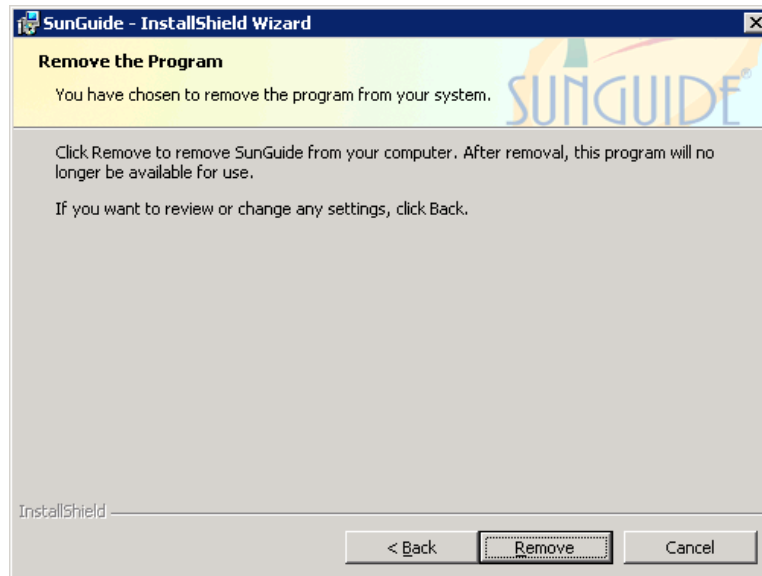 SunGuide - InstallShield Wizard
Remove the Program
You have chosen to remove the program from your system.
SUNGUIDE®
Click Remove to remove SunGuide from your computer. After removal, this program will no
longer be available for use.
If you want to review or change any settings, click Back.
InstallShield
< Back
Remove
Cancel